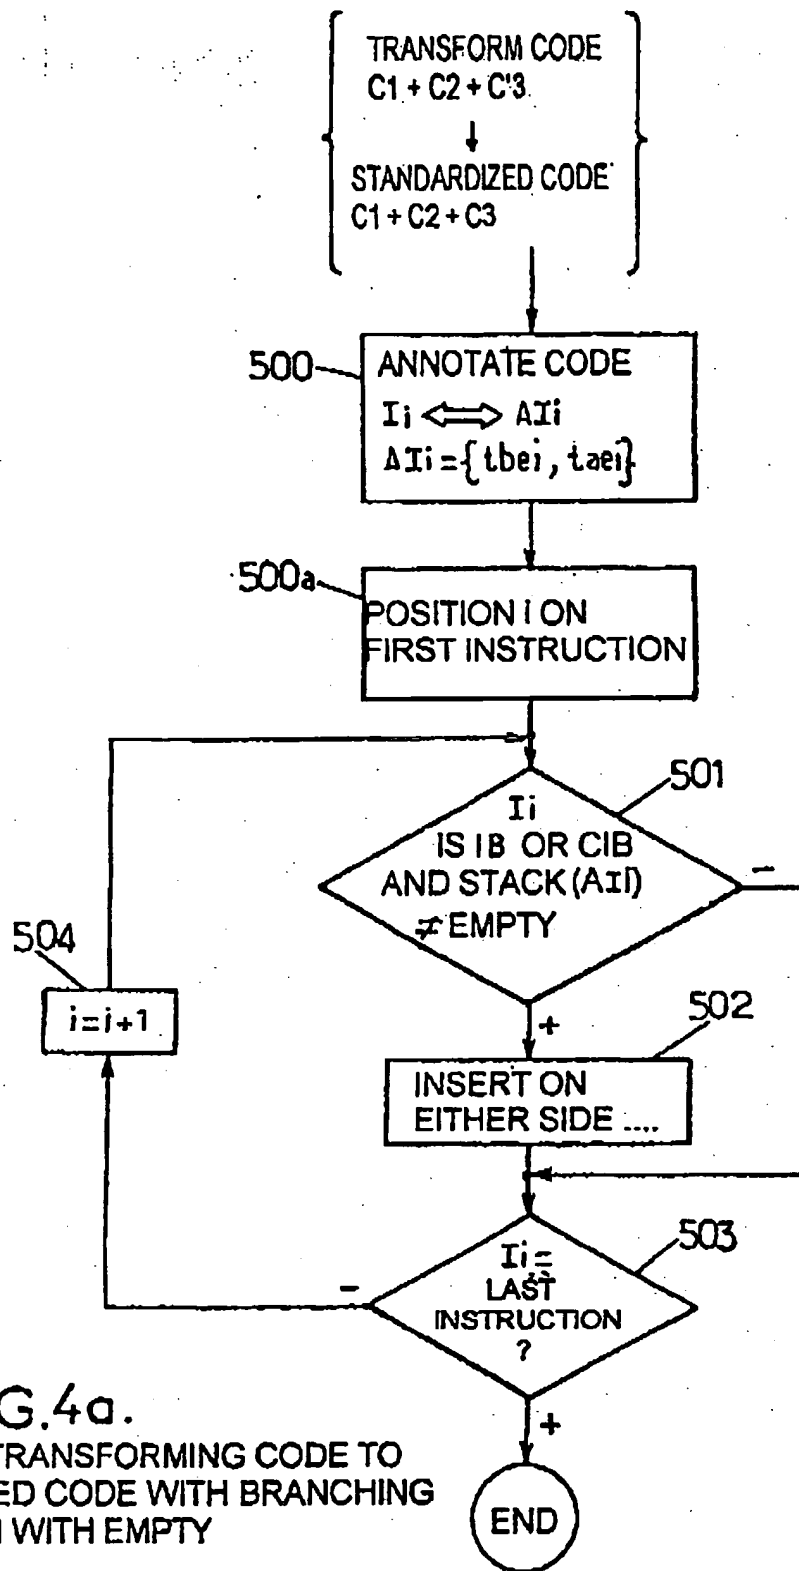 TRANSFORM CODE
C1 + C2 + C'3
STANDARDIZED CODE
C1 + C2 + C3
500
ANNOTATE CODE
Ii ⟺ AIi
AIi = {tbei, taei}
500a
POSITION I ON
FIRST INSTRUCTION
501
Ii
IS IB OR CIB
AND STACK (AIi)
≠ EMPTY
-
504
i=i+1
+
502
INSERT ON
EITHER SIDE ....
503
Ii =
LAST
INSTRUCTION
?
-
+
G.4a.
TRANSFORMING CODE TO
ED CODE WITH BRANCHING
WITH EMPTY
END